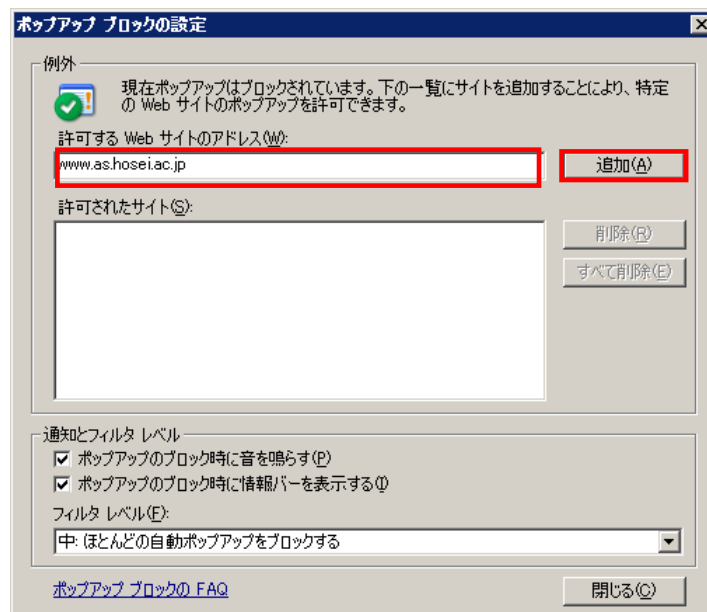 ポップアップ ブロックの設定
例外
現在ポップアップはブロックされています。下の一覧にサイトを追加することにより、特定
の Web サイトのポップアップを許可できます。
許可する Web サイトのアドレス(W):
www.as.hosei.ac.jp
追加(A)
許可されたサイト(S):
削除(R)
すべて削除(E)
通知とフィルタ レベル
ポップアップのブロック時に音を鳴らす(P)
ポップアップのブロック時に情報バーを表示する(I)
フィルタ レベル(F):
中: ほとんどの自動ポップアップをブロックする
ポップアップ ブロックの FAQ
閉じる(C)